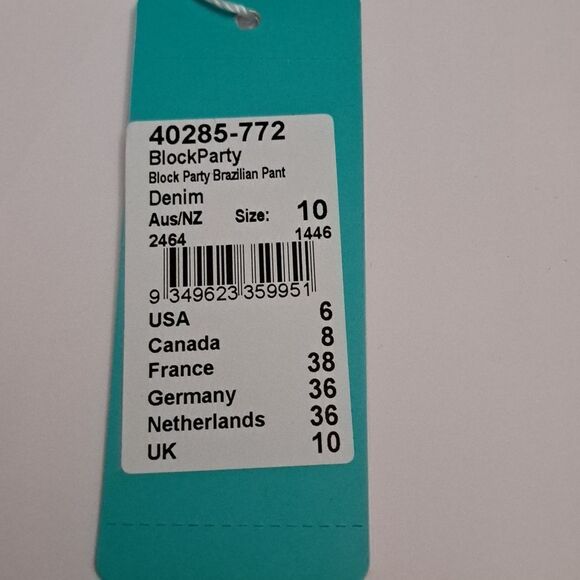 40285-772
BlockParty
Block Party Brazilian Pant
Denim
Aus/NZ Size: 10
2464 1446
9 349623 359951
USA 6
Canada 8
France 38
Germany 36
Netherlands 36
UK 10